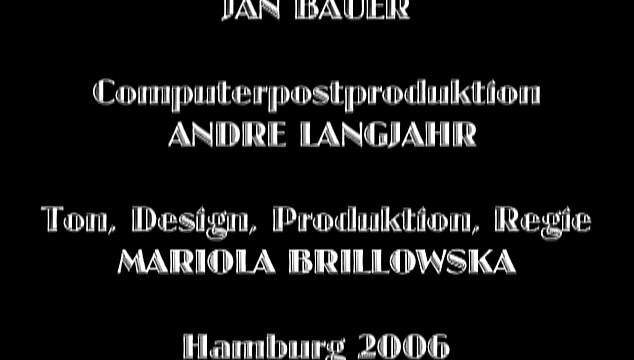 JAN BAUER
Computerpostproduktion
ANDRE LANGJAHR
Ton, Design, Produktion, Regie
MARIOLA BRILLOWSKA
Hamburg 2006